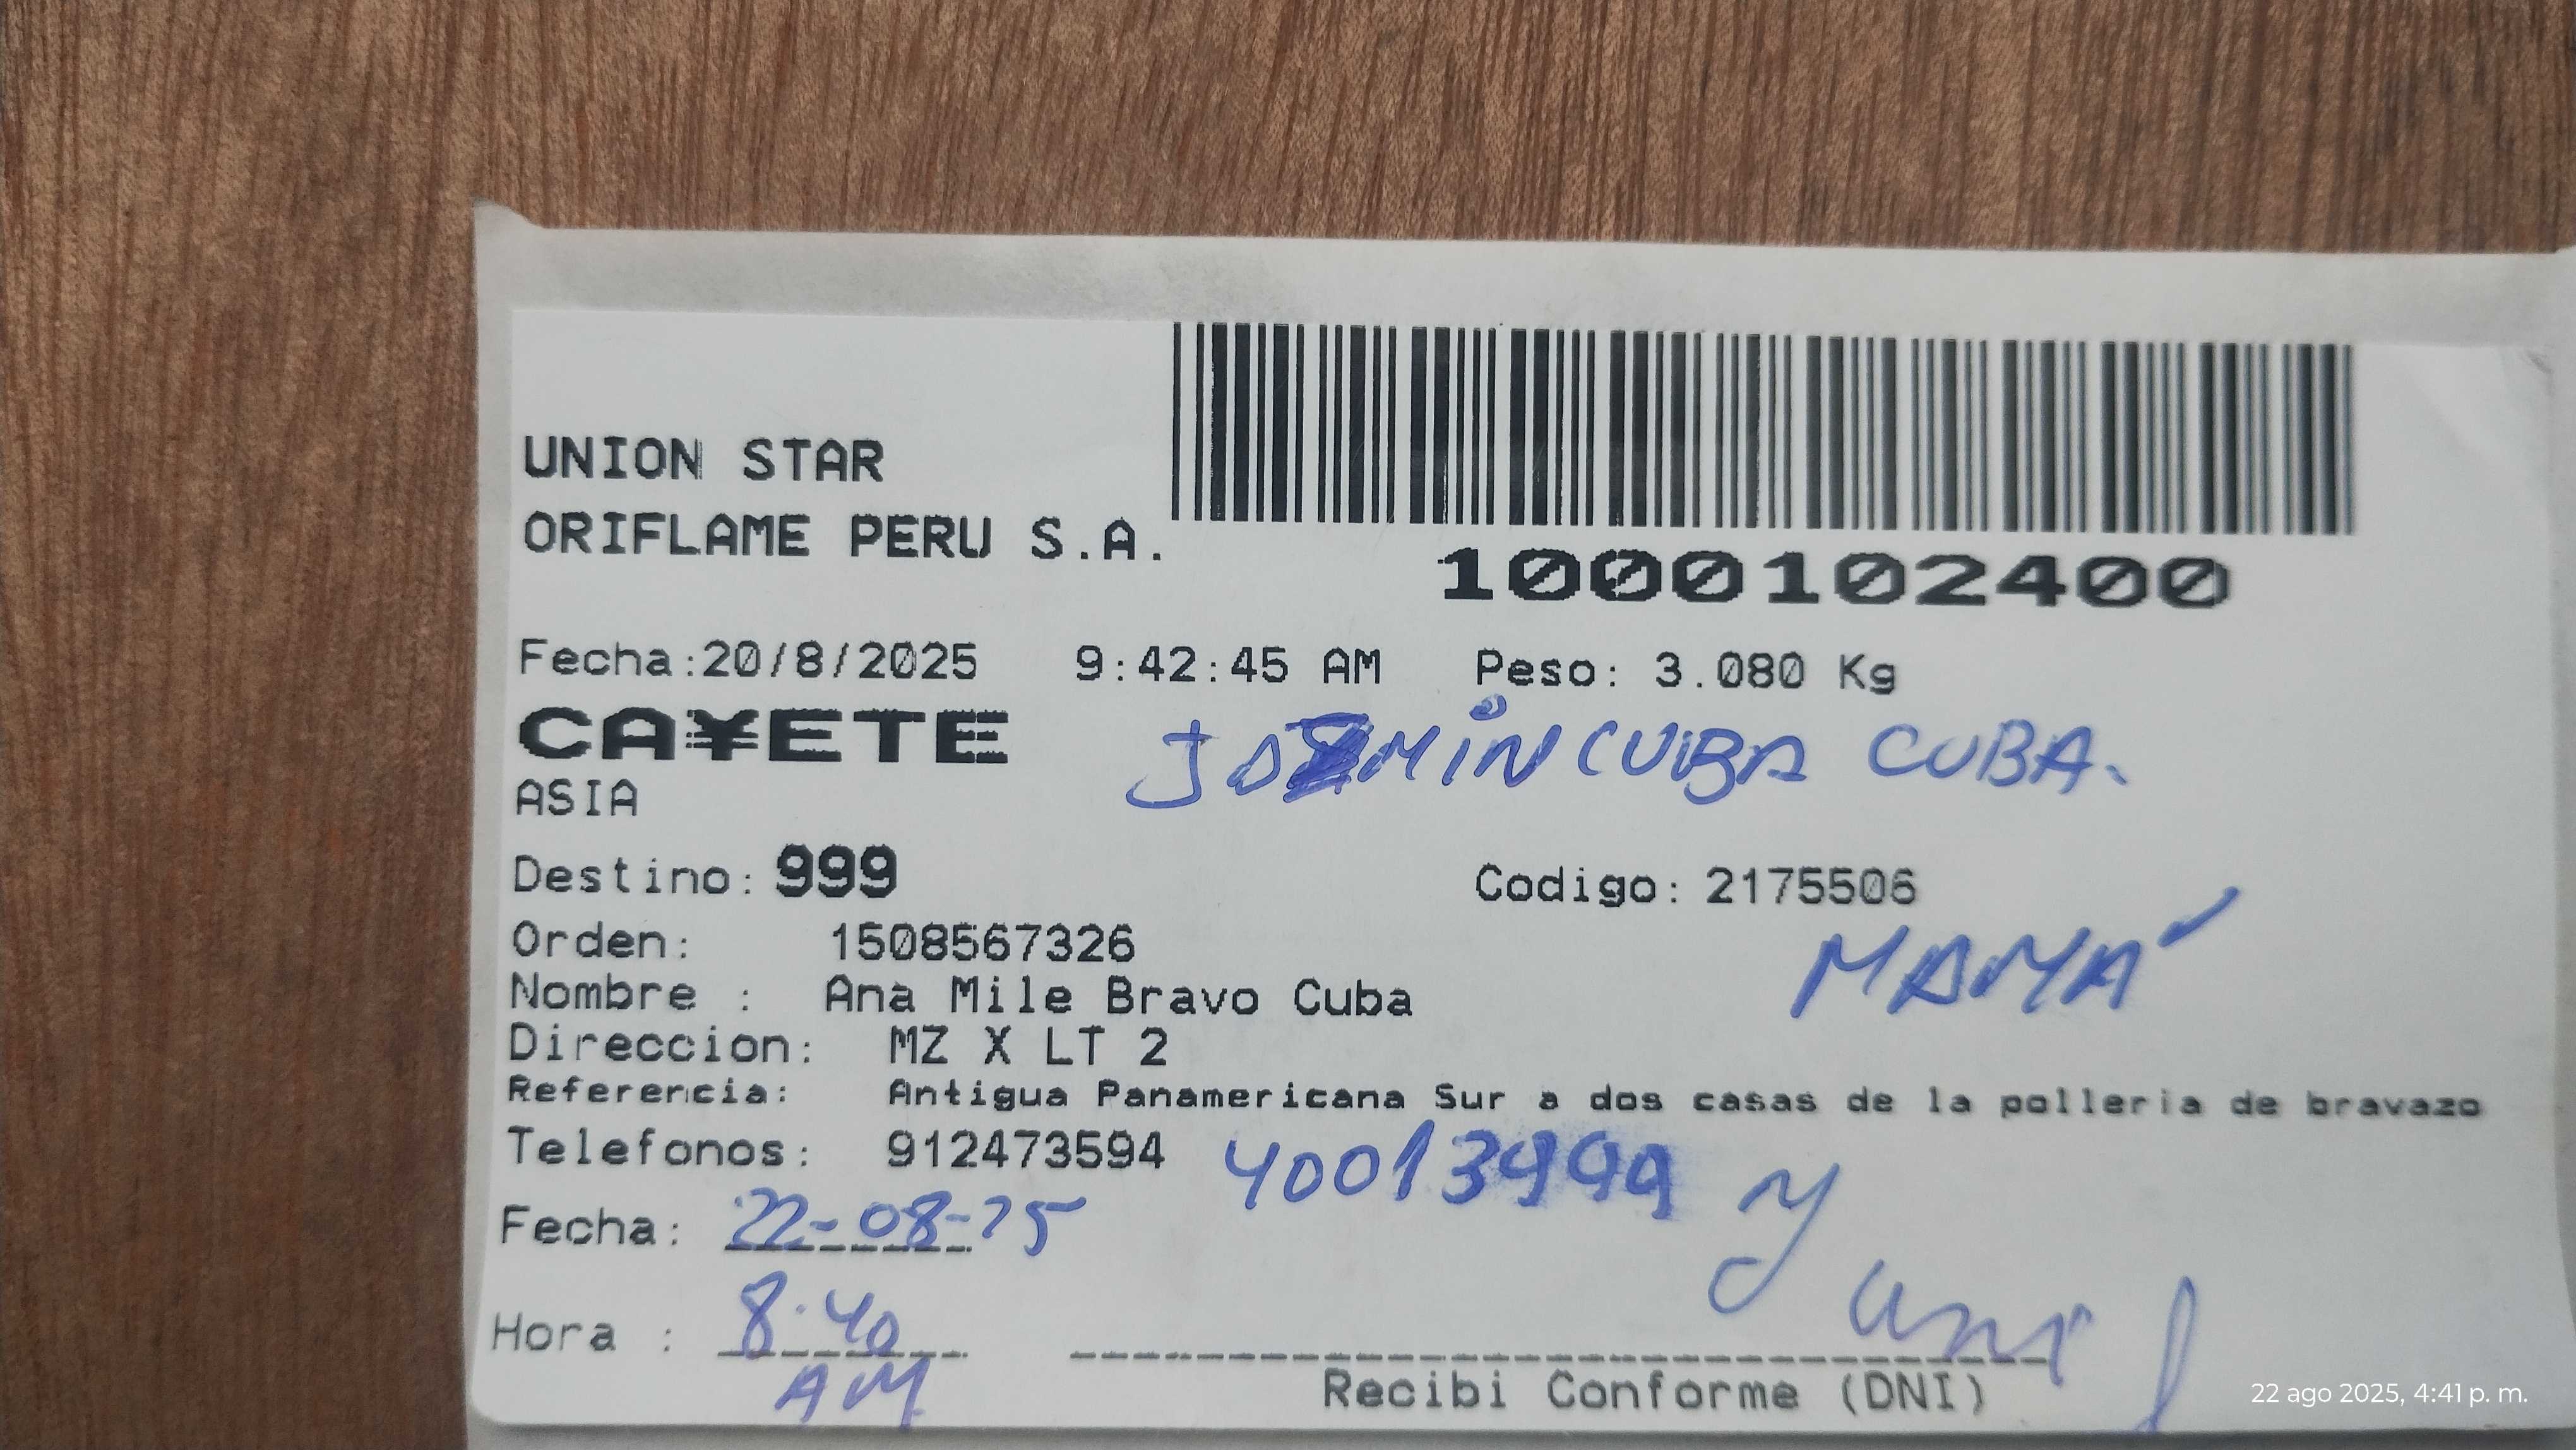 UNION STAR
ORIFLAME PERU S.A.
1000102400
Fecha:20/8/2025 9:42:45 AM Peso: 3.080 Kg
CA¥ETE
CUBA CUBA.
ASIA
Destino: 999 Codigo: 2175506
Orden: 1508567326
MAMÁ
Nombre : Ana Mile Bravo Cuba
Direccion: MZ X LT 2
Referencia: Antigua Panamericana Sur a dos casas de la polleria de bravazo
Telefonos: 912473594 40013999
Fecha: 22-08-25
Hora : 8:40
AM
Recibi Conforme (DNI)
22 ago 2025, 4:41 p. m.